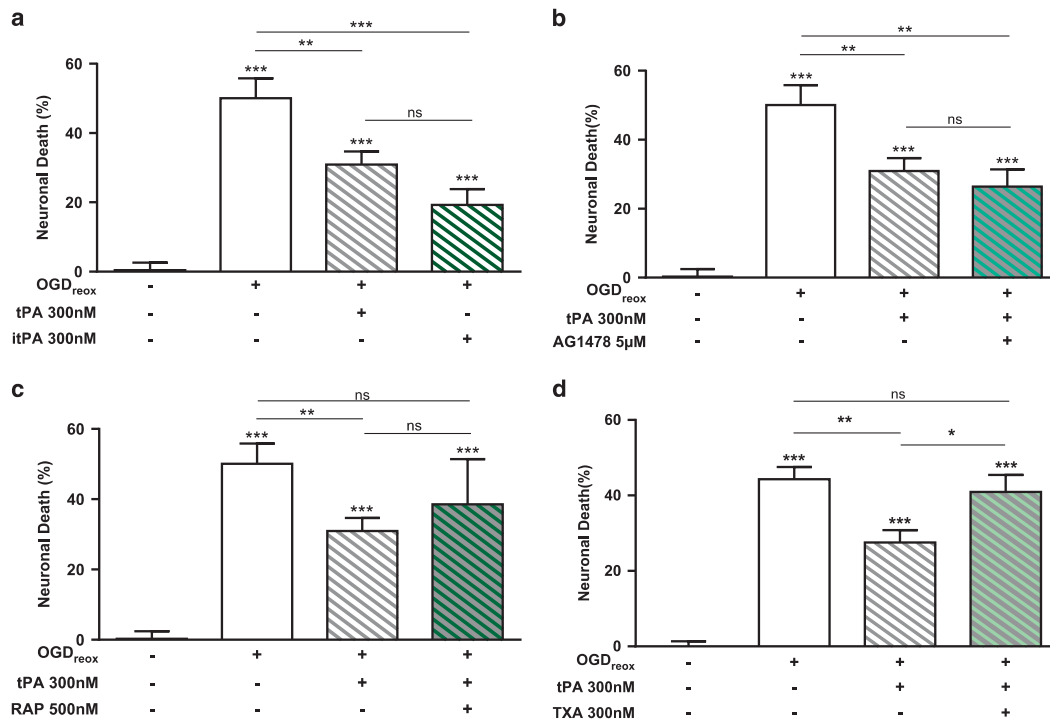 a
***
**
60
***
ns
40
***
***
20
0
Neuronal Death (%)
OGDreox - + + +
tPA 300nM - - + -
itPA 300nM - - - +
b
**
**
60
***
ns
40
***
***
20
0
Neuronal Death(%)
OGDreox - + + +
tPA 300nM - - + +
AG1478 5µM - - - +
c
ns
**
ns
60
***
***
40
***
20
0
Neuronal Death (%)
OGDreox - + + +
tPA 300nM - - + +
RAP 500nM - - - +
d
ns
**
*
60
***
***
40
***
20
0
Neuronal Death(%)
OGDreox - + + +
tPA 300nM - - + +
TXA 300nM - - - +